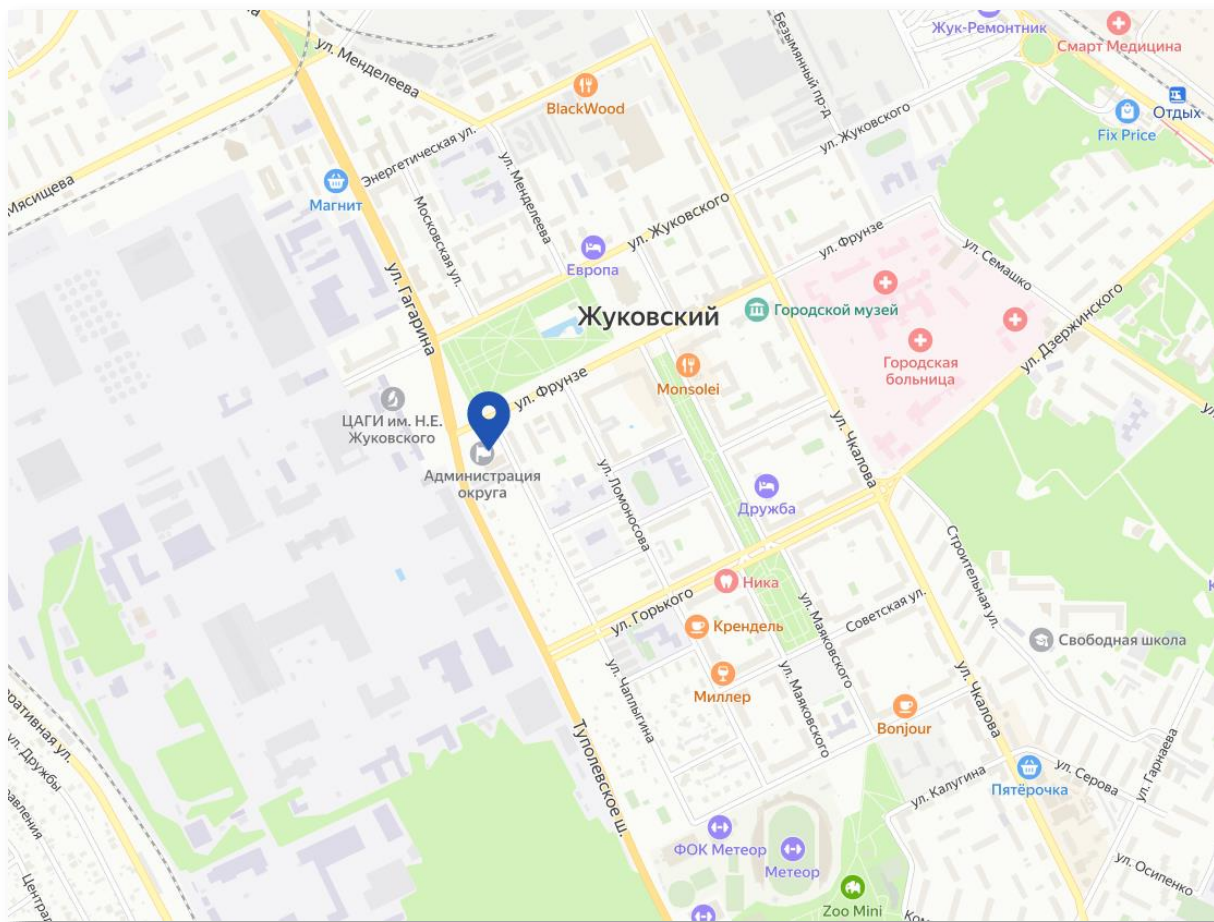 Жук-Ремонтник
Смарт Медицина
ул. Менделеева
Безымянный пр-д
Отдых
BlackWood
Fix Price
ул. Жуковского
Энергетическая ул.
ул. Менделеева
Мясищева
Магнит
Московская ул.
ул. Жуковского
ул. Фрунзе
ул. Семашко
Европа
ул. Гагарина
Жуковский
Городской музей
ул. Дзержинского
Городская
больница
Monsolei
ул. Фрунзе
ЦАГИ им. Н.Е.
Жуковского
ул. Чкалова
Администрация
округа
ул. Ломоносова
Дружба
Строительная ул.
Ника
ул. Горького
Крендель
Советская ул.
ул. Маяковского
Свободная школа
Миллер
ул. Чаплыгина
ул. Маяковского
ул. Чкалова
Bonjour
Туполевское ш.
ул. Дружбы
ул. Калугина
Пятёрочка
ул. Серова
ул. Гарнаева
ФОК Метеор
Метеор
ул. Осипенко
Zoo Mini